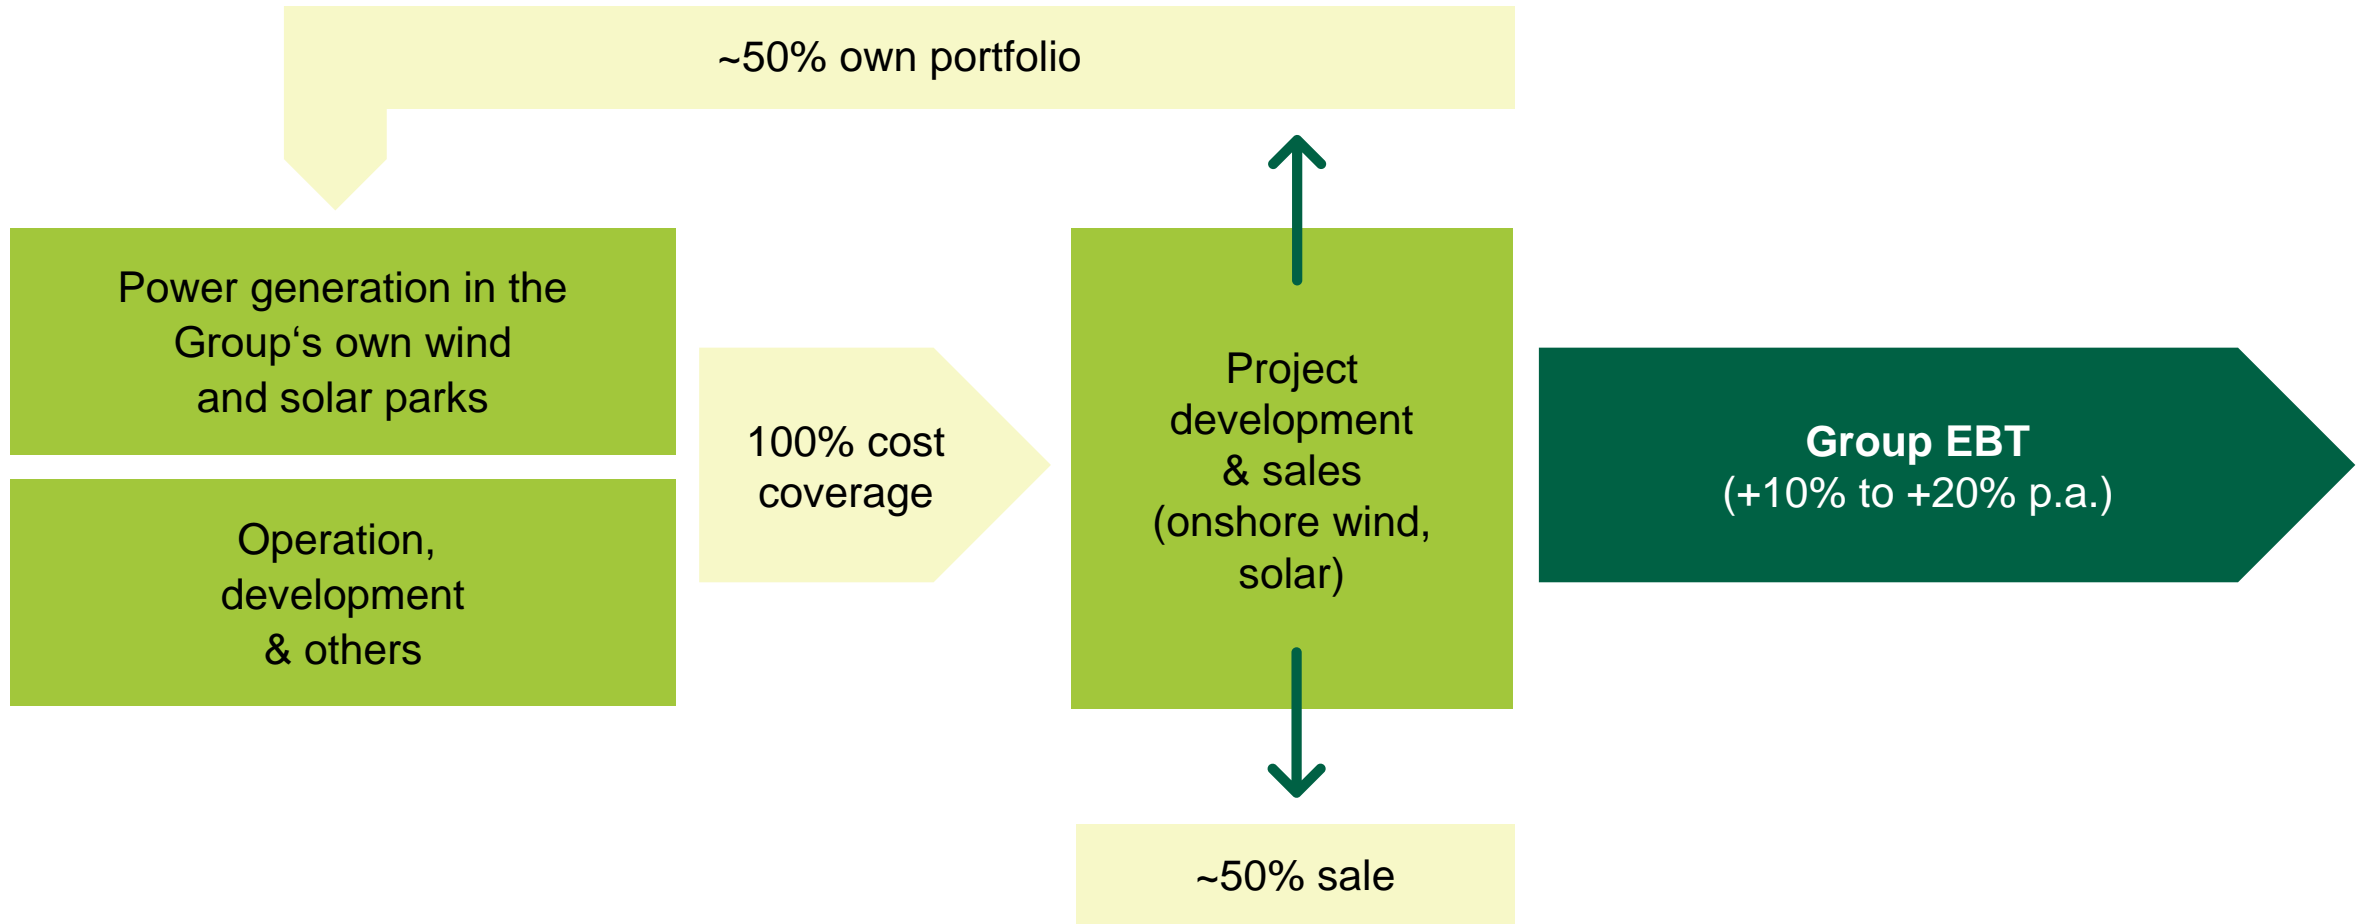 ~50% own portfolio
Power generation in the
Group‘s own wind
and solar parks
Operation,
development
& others
100% cost
coverage
Project
development
& sales
(onshore wind,
solar)
Group EBT
(+10% to +20% p.a.)
~50% sale